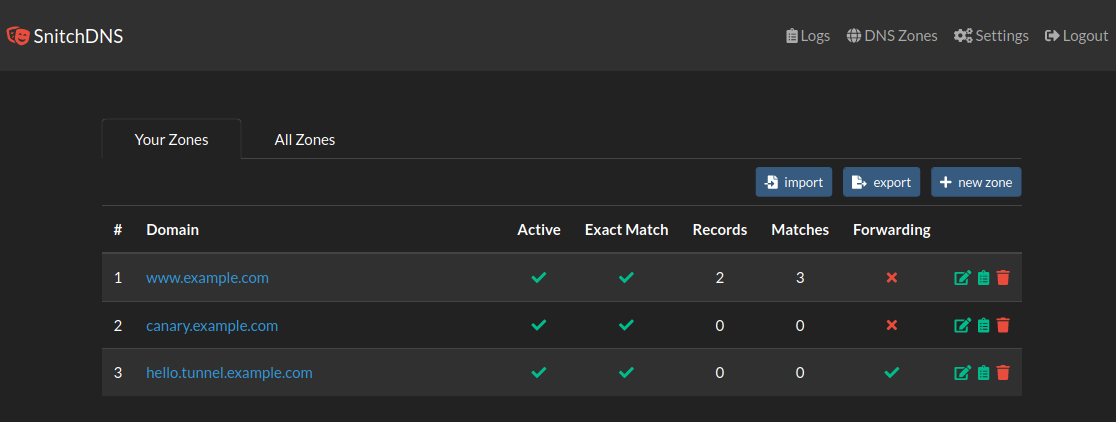 SnitchDNS Logs DNS Zones Settings Logout
Your Zones All Zones
import export new zone
# Domain Active Exact Match Records Matches Forwarding
1 www.example.com 2 3
2 canary.example.com 0 0
3 hello.tunnel.example.com 0 0